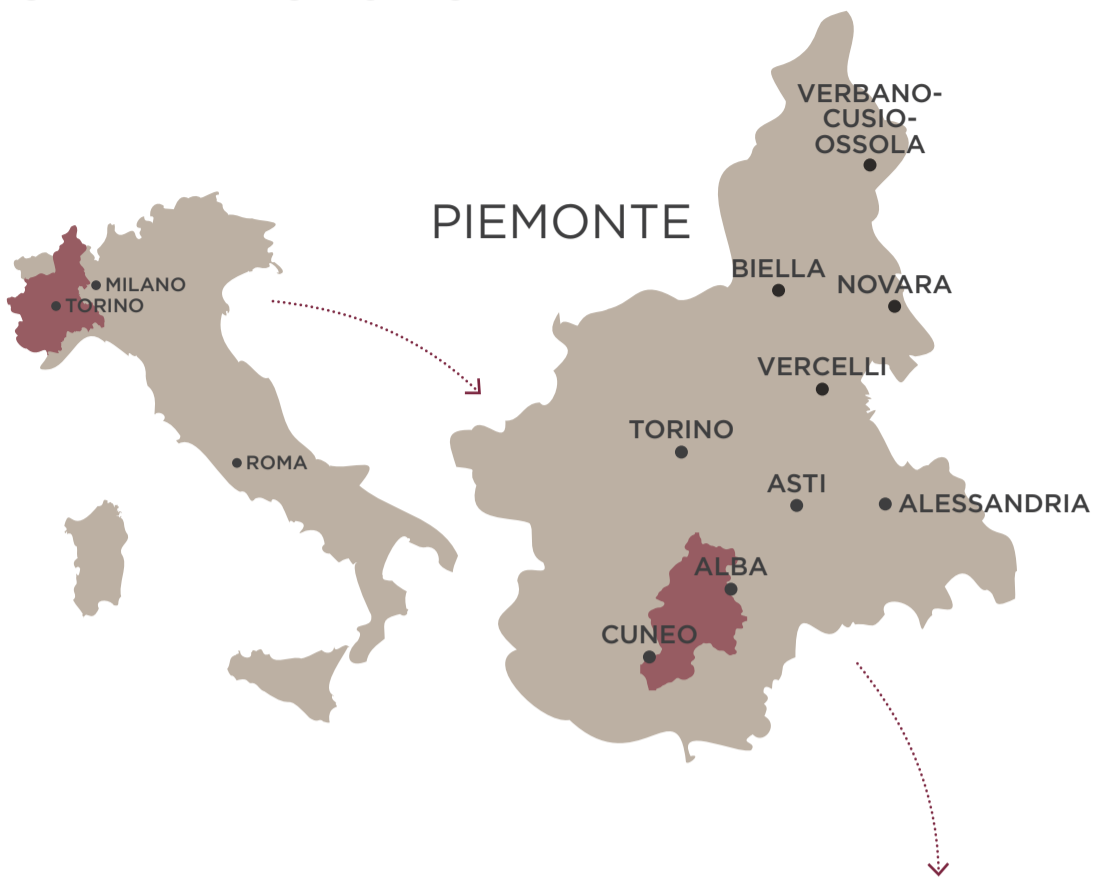 VERBANO-
CUSIO-
OSSOLA
PIEMONTE
BIELLA
NOVARA
MILANO
TORINO
VERCELLI
TORINO
ROMA
ASTI
ALESSANDRIA
ALBA
CUNEO